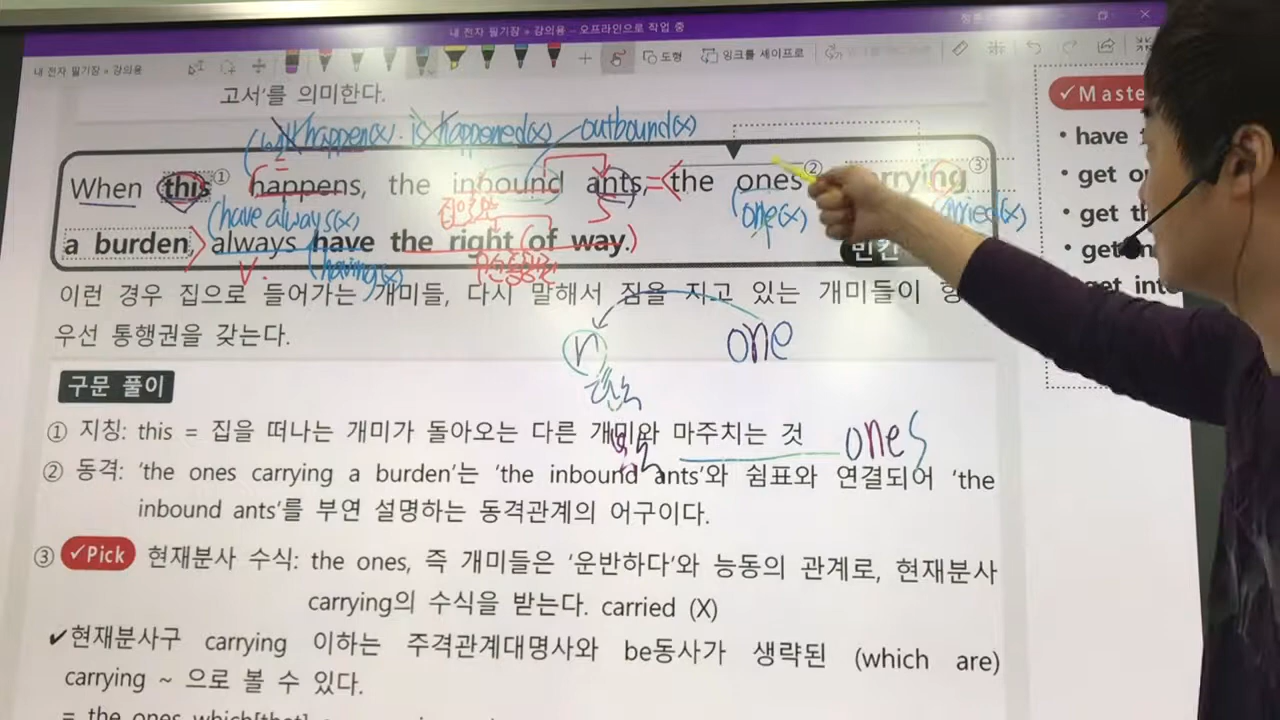 내 전자 필기장 » 강의용 – 오프라인으로 작업 중
내 전자 필기장 » 강의용
도형
잉크를 셰이프로
고서'를 의미한다.
happen(x). is happened(x) outbound(x)
When this① happens, the inbound ants, = the ones② carrying③
(have always(x) 집으로 S (one(x) carried(x)
a burden, always have the right of way.
V. (having(x)
이런 경우 집으로 들어가는 개미들, 다시 말해서 짐을 지고 있는 개미들이 항
우선 통행권을 갖는다.
n one
단수
구문 풀이
① 지칭: this = 집을 떠나는 개미가 돌아오는 다른 개미와 마주치는 것 ones
② 동격: 'the ones carrying a burden'는 'the inbound ants'와 쉼표와 연결되어 'the
inbound ants'를 부연 설명하는 동격관계의 어구이다.
③ ✓Pick 현재분사 수식: the ones, 즉 개미들은 '운반하다'와 능동의 관계로, 현재분사
carrying의 수식을 받는다. carried (X)
✔현재분사구 carrying 이하는 주격관계대명사와 be동사가 생략된 (which are)
carrying ~ 으로 볼 수 있다.
= the ones which[that]
✓Maste
• have
• get
• get
• get
get int